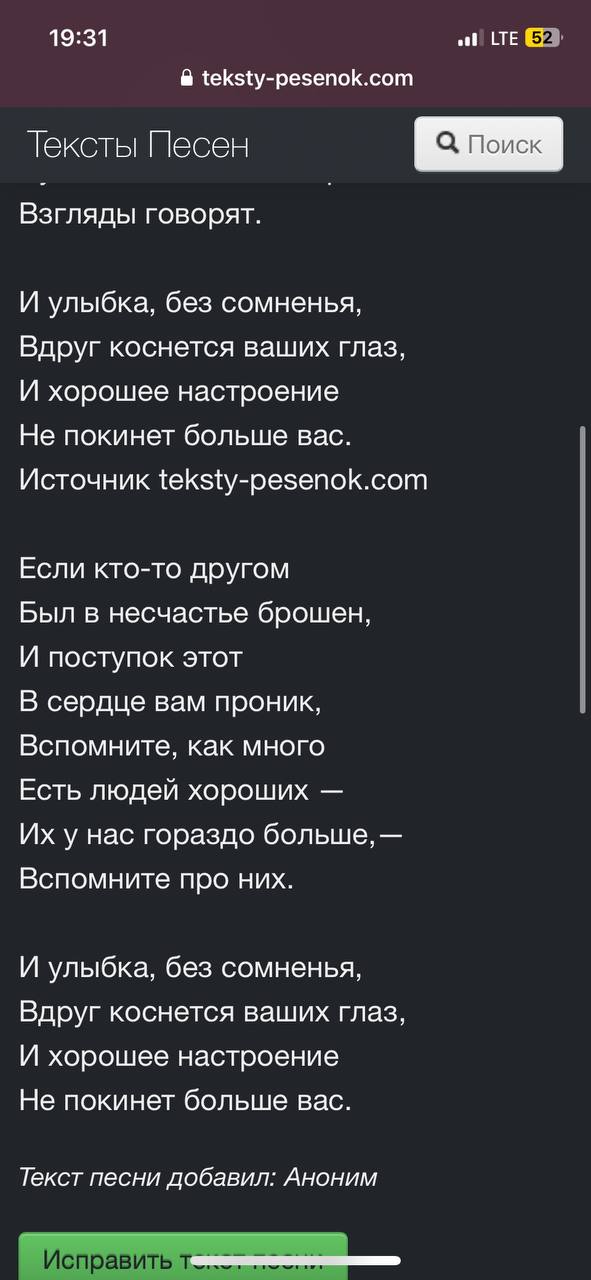 19:31
LTE 52
teksty-pesenok.com
Тексты Песен
Поиск
Взгляды говорят.
И улыбка, без сомненья,
Вдруг коснется ваших глаз,
И хорошее настроение
Не покинет больше вас.
Источник teksty-pesenok.com
Если кто-то другом
Был в несчастье брошен,
И поступок этот
В сердце вам проник,
Вспомните, как много
Есть людей хороших —
Их у нас гораздо больше,—
Вспомните про них.
И улыбка, без сомненья,
Вдруг коснется ваших глаз,
И хорошее настроение
Не покинет больше вас.
Текст песни добавил: Аноним
Исправить текст песни